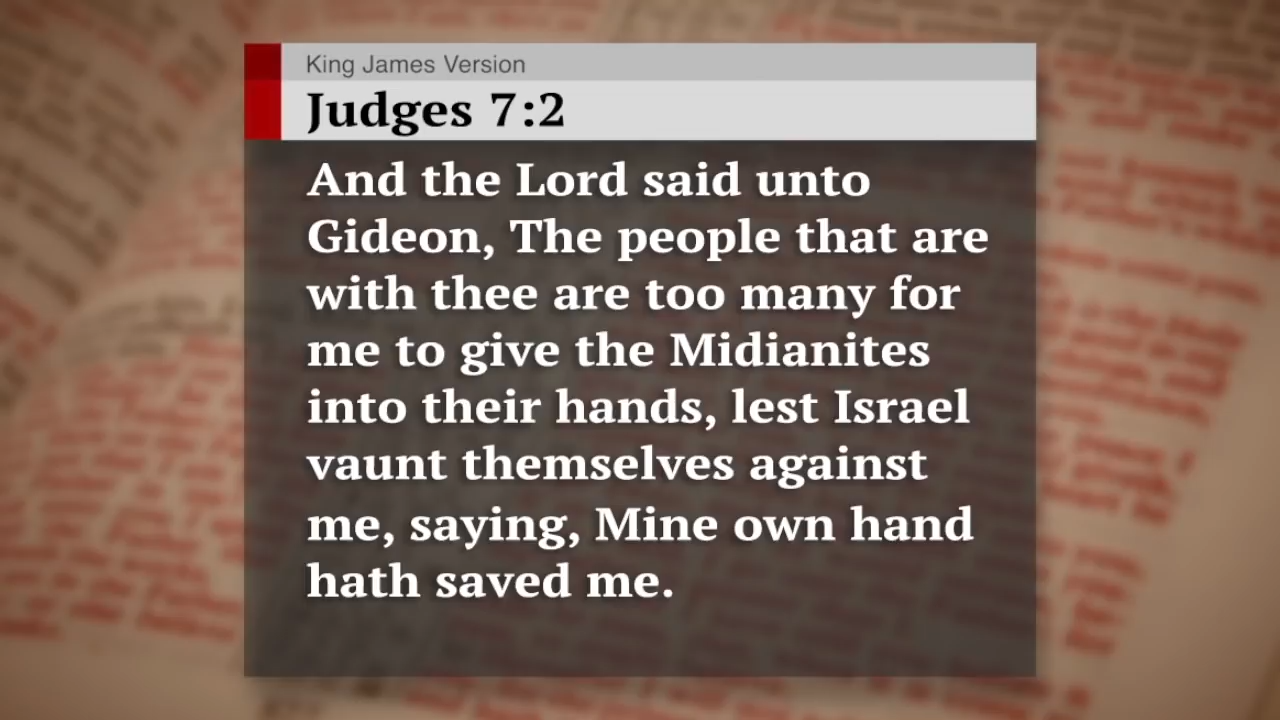 King James Version
Judges 7:2
And the Lord said unto
Gideon, The people that are
with thee are too many for
me to give the Midianites
into their hands, lest Israel
vaunt themselves against
me, saying, Mine own hand
hath saved me.